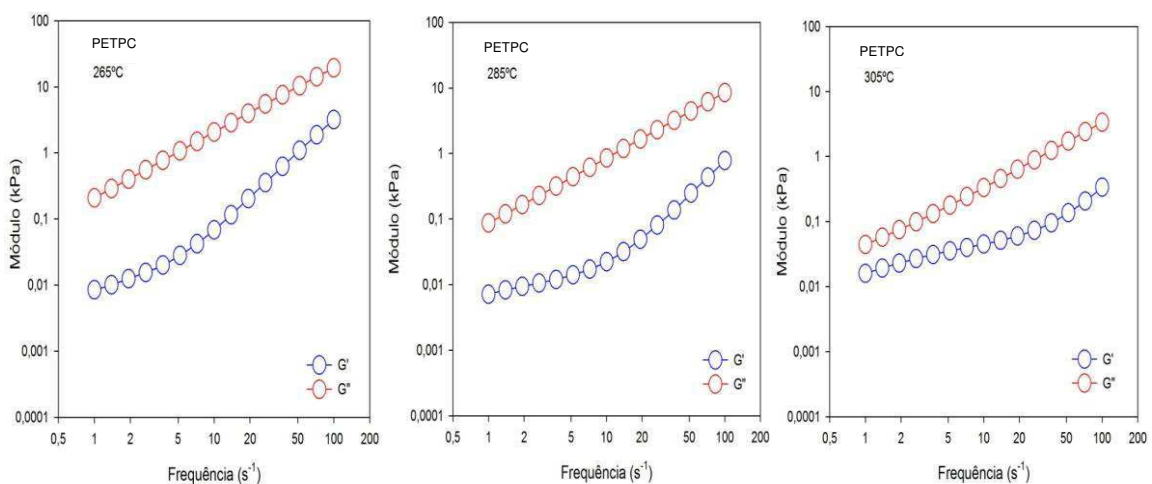 PETPC
265ºC
Módulo (kPa)
100
10
1
0,1
0,01
0,001
0,0001
G'
G"
0,5 1 2 5 10 20 50 100 200
Frequência (s⁻¹)
PETPC
285ºC
Módulo (kPa)
100
10
1
0,1
0,01
0,001
0,0001
G'
G"
0,5 1 2 5 10 20 50 100 200
Frequência (s⁻¹)
PETPC
305ºC
Módulo (kPa)
100
10
1
0,1
0,01
0,001
0,0001
G'
G"
0,5 1 2 5 10 20 50 100 200
Frequência (s⁻¹)